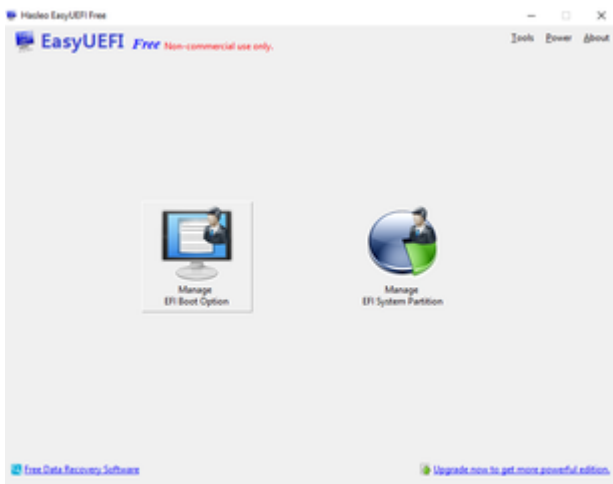 Hasleo EasyUEFI Free
EasyUEFI Free Non-commercial use only.
Tools Power About
Manage
EFI Boot Option
Manage
EFI System Partition
Free Data Recovery Software
Upgrade now to get more powerful edition.